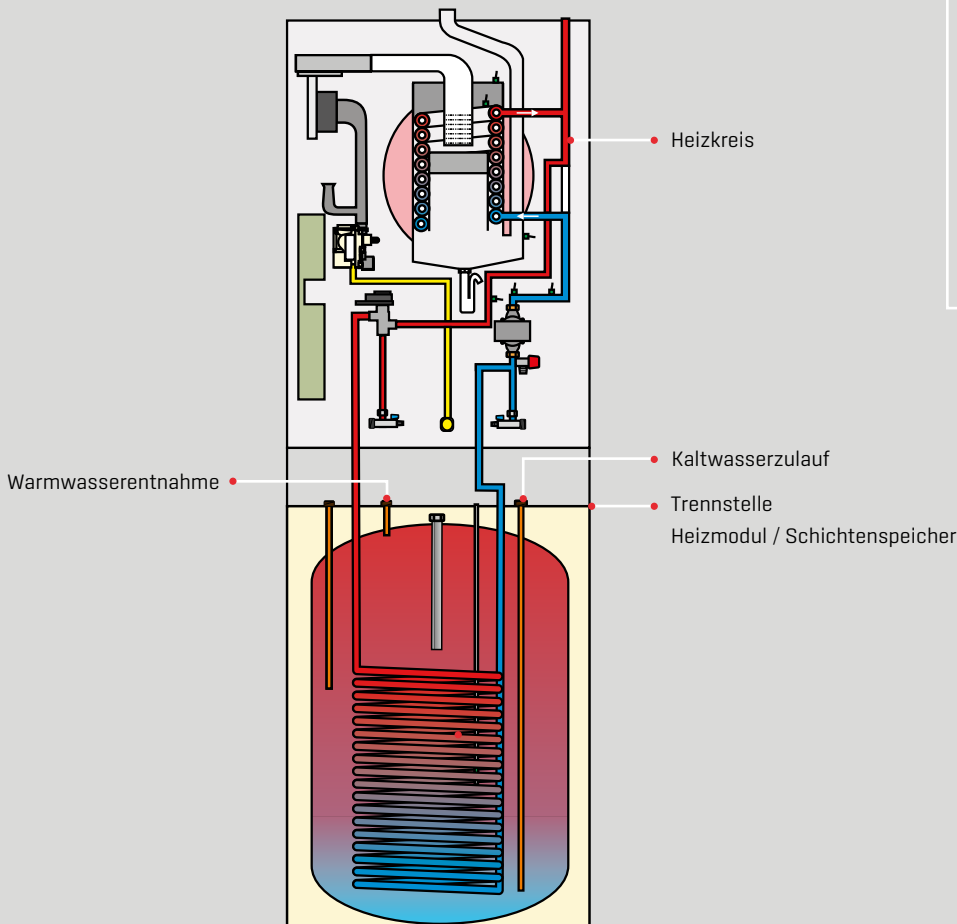 Heizkreis
Warmwasserentnahme
Kaltwasserzulauf
Trennstelle
Heizmodul / Schichtenspeicher